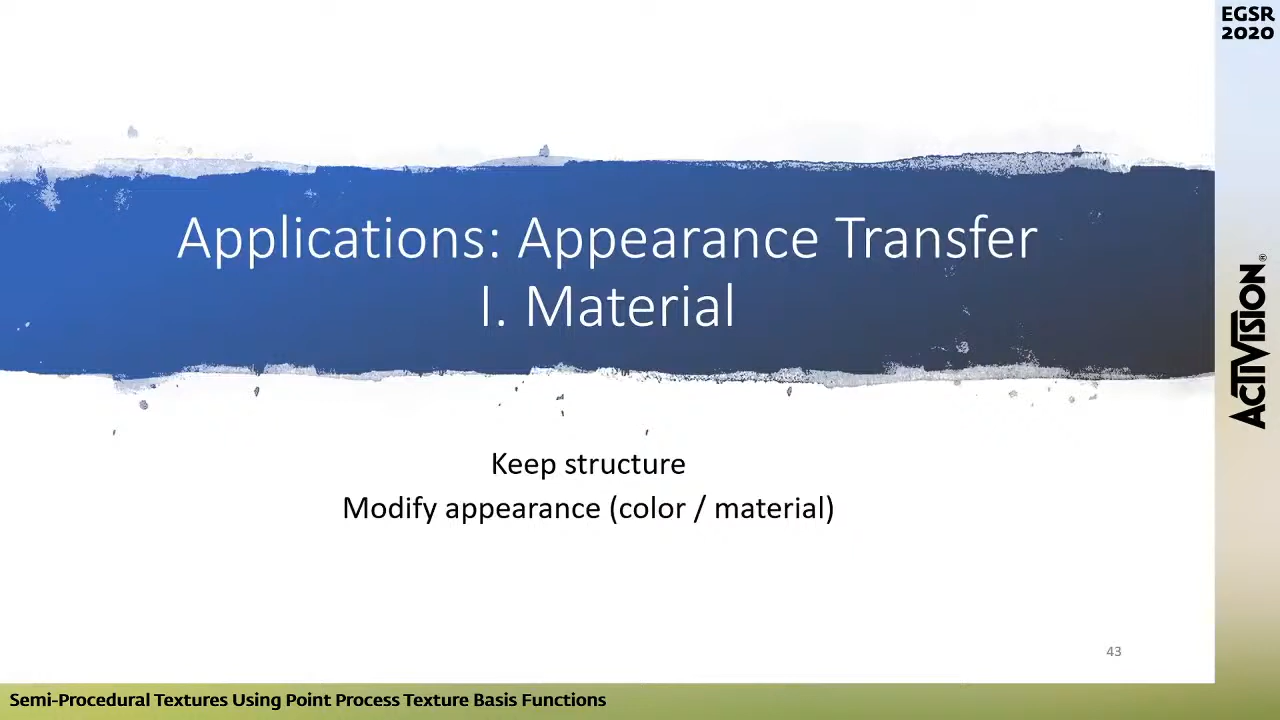 EGSR
2020
Applications: Appearance Transfer
I. Material
ACTIVISION®
Keep structure
Modify appearance (color / material)
43
Semi-Procedural Textures Using Point Process Texture Basis Functions